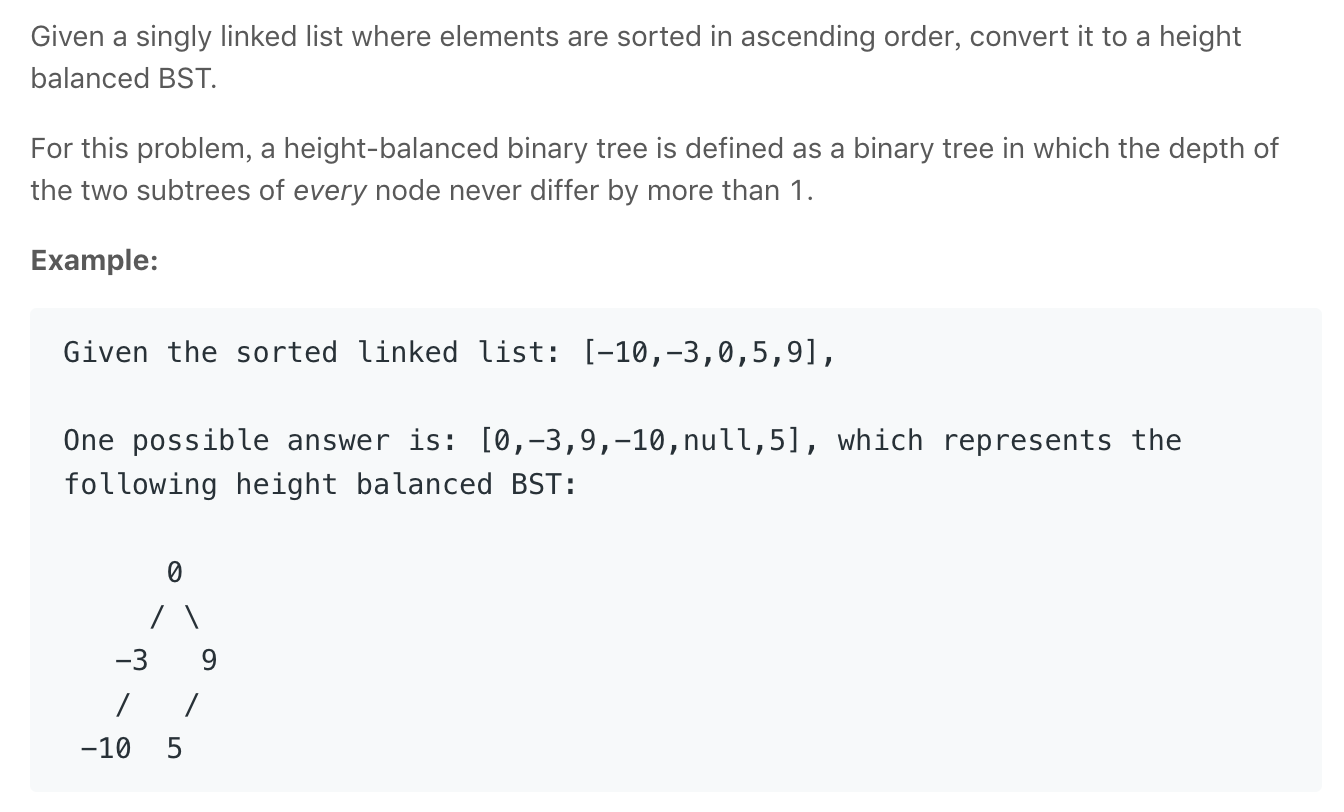 Given a singly linked list where elements are sorted in ascending order, convert it to a height
balanced BST.
For this problem, a height-balanced binary tree is defined as a binary tree in which the depth of
the two subtrees of every node never differ by more than 1.
Example:
Given the sorted linked list: [-10,-3,0,5,9],
One possible answer is: [0,-3,9,-10,null,5], which represents the
following height balanced BST:
      0
     / \
   -3   9
   /   /
 -10  5